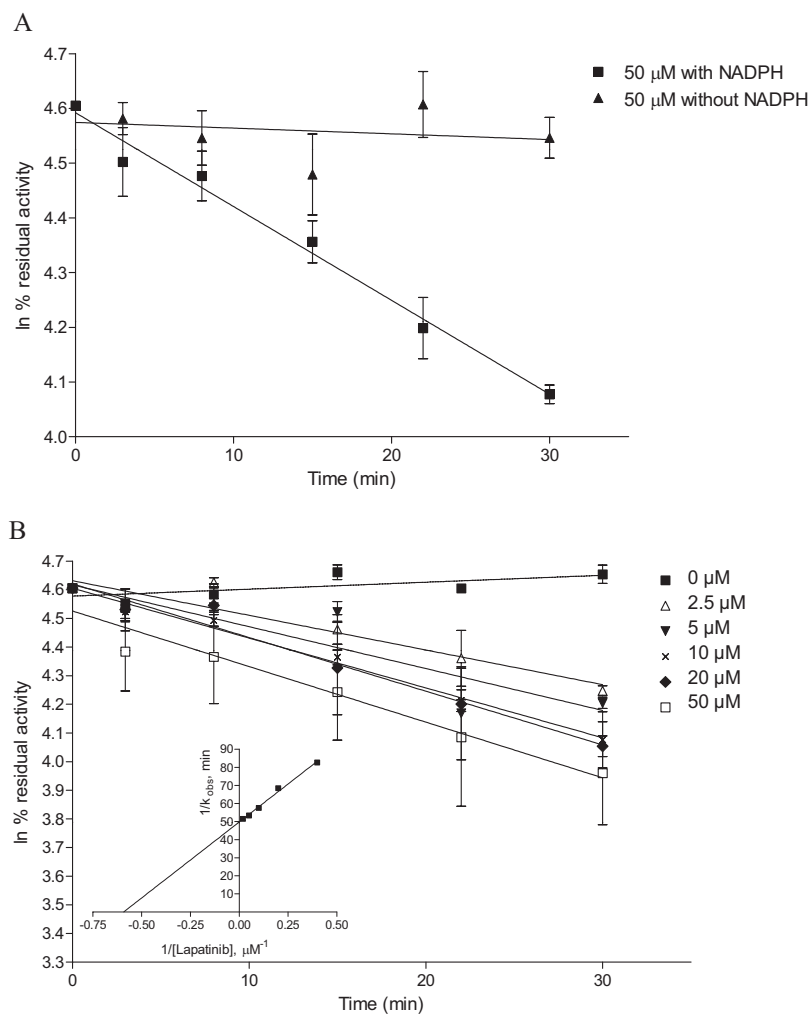 A
50 μM with NADPH
50 μM without NADPH
4.7
4.6
4.5
4.4
4.3
4.2
4.1
4.0
ln % residual activity
0
10
20
30
Time (min)
B
0 μM
2.5 μM
5 μM
10 μM
20 μM
50 μM
4.7
4.6
4.5
4.4
4.3
4.2
4.1
4.0
3.9
3.8
3.7
3.6
3.5
3.4
3.3
ln % residual activity
90
80
70
60
50
40
30
20
10
1/k obs, min
-0.75
-0.50
-0.25
0.00
0.25
0.50
1/[Lapatinib], μM-1
0
10
20
30
Time (min)